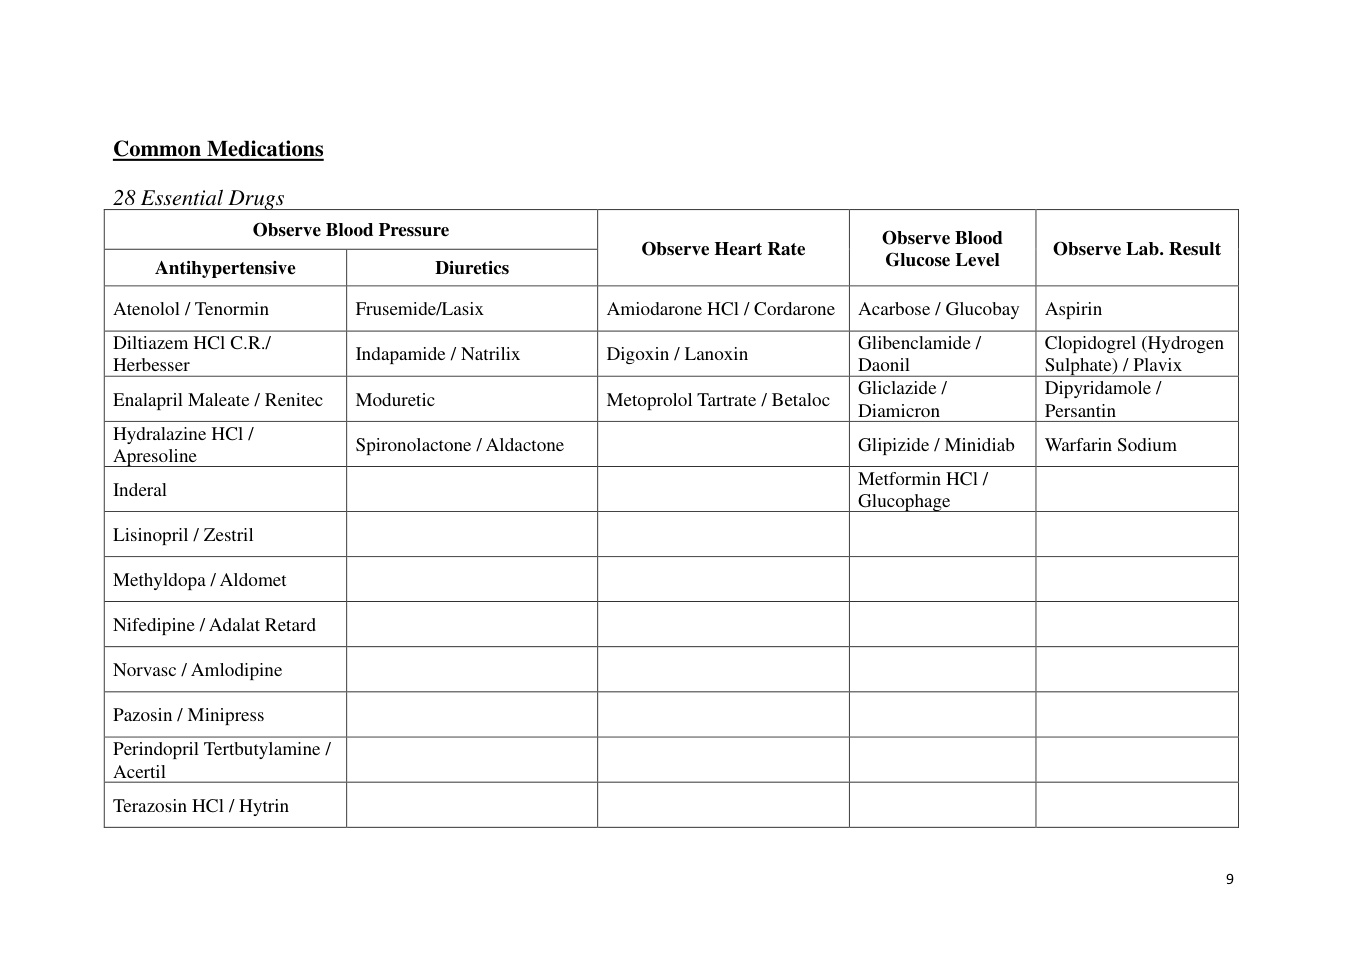 Common Medications
28 Essential Drugs
Observe Blood Pressure
Observe Heart Rate
Observe Blood
Glucose Level
Observe Lab. Result
Antihypertensive
Diuretics
Atenolol / Tenormin
Frusemide/Lasix
Amiodarone HCl / Cordarone
Acarbose / Glucobay
Aspirin
Diltiazem HCl C.R./
Herbesser
Indapamide / Natrilix
Digoxin / Lanoxin
Glibenclamide /
Daonil
Clopidogrel (Hydrogen
Sulphate) / Plavix
Enalapril Maleate / Renitec
Moduretic
Metoprolol Tartrate / Betaloc
Gliclazide /
Diamicron
Dipyridamole /
Persantin
Hydralazine HCl /
Apresoline
Spironolactone / Aldactone
Glipizide / Minidiab
Warfarin Sodium
Inderal
Metformin HCl /
Glucophage
Lisinopril / Zestril
Methyldopa / Aldomet
Nifedipine / Adalat Retard
Norvasc / Amlodipine
Pazosin / Minipress
Perindopril Tertbutylamine /
Acertil
Terazosin HCl / Hytrin
9